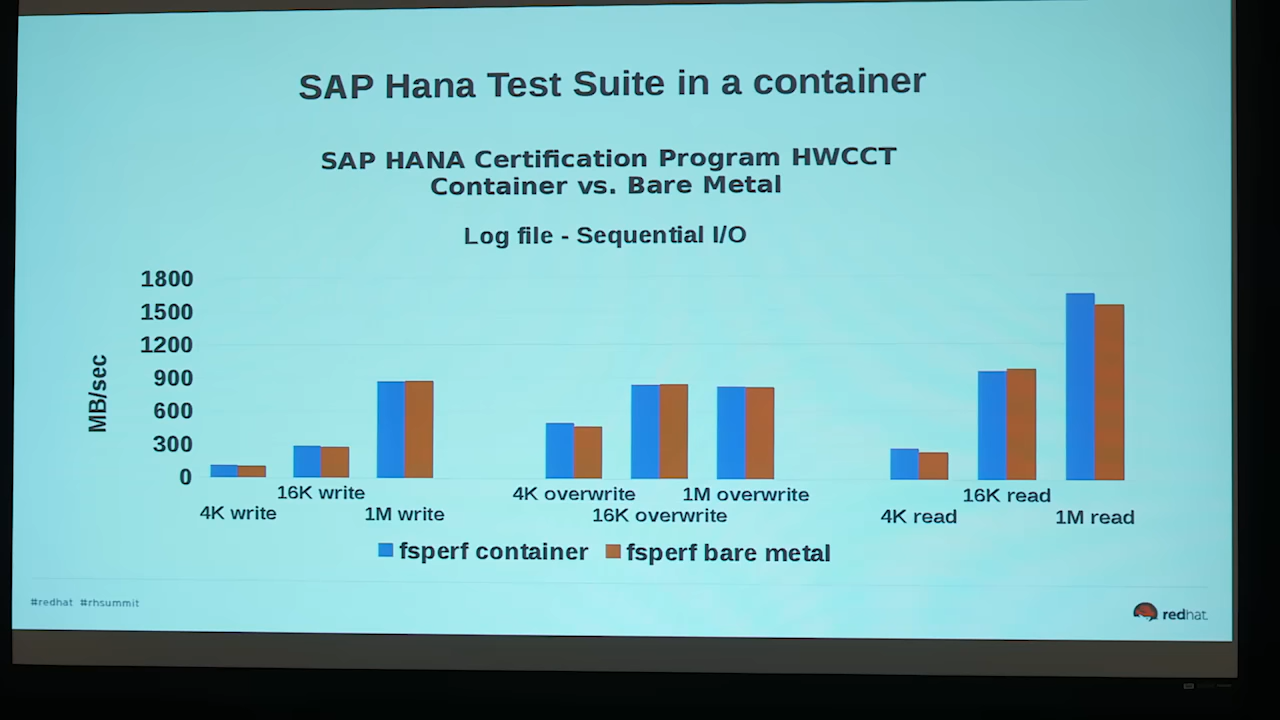 SAP Hana Test Suite in a container
SAP HANA Certification Program HWCCT
Container vs. Bare Metal
Log file - Sequential I/O
MB/sec
1800
1500
1200
900
600
300
0
4K write
16K write
1M write
4K overwrite
16K overwrite
1M overwrite
4K read
16K read
1M read
fsperf container
fsperf bare metal
#redhat #rhsummit
redhat.